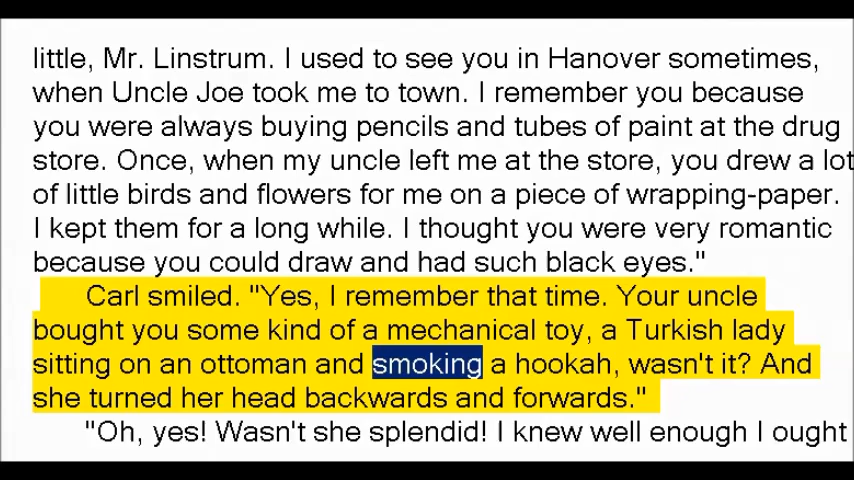 little, Mr. Linstrum. I used to see you in Hanover sometimes,
when Uncle Joe took me to town. I remember you because
you were always buying pencils and tubes of paint at the drug
store. Once, when my uncle left me at the store, you drew a lot
of little birds and flowers for me on a piece of wrapping-paper.
I kept them for a long while. I thought you were very romantic
because you could draw and had such black eyes."
Carl smiled. "Yes, I remember that time. Your uncle
bought you some kind of a mechanical toy, a Turkish lady
sitting on an ottoman and smoking a hookah, wasn't it? And
she turned her head backwards and forwards."
"Oh, yes! Wasn't she splendid! I knew well enough I ought